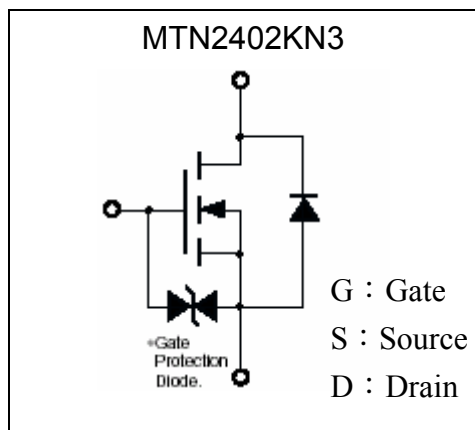 MTN2402KN3
*Gate
Protection
Diode.
G：Gate
S：Source
D：Drain